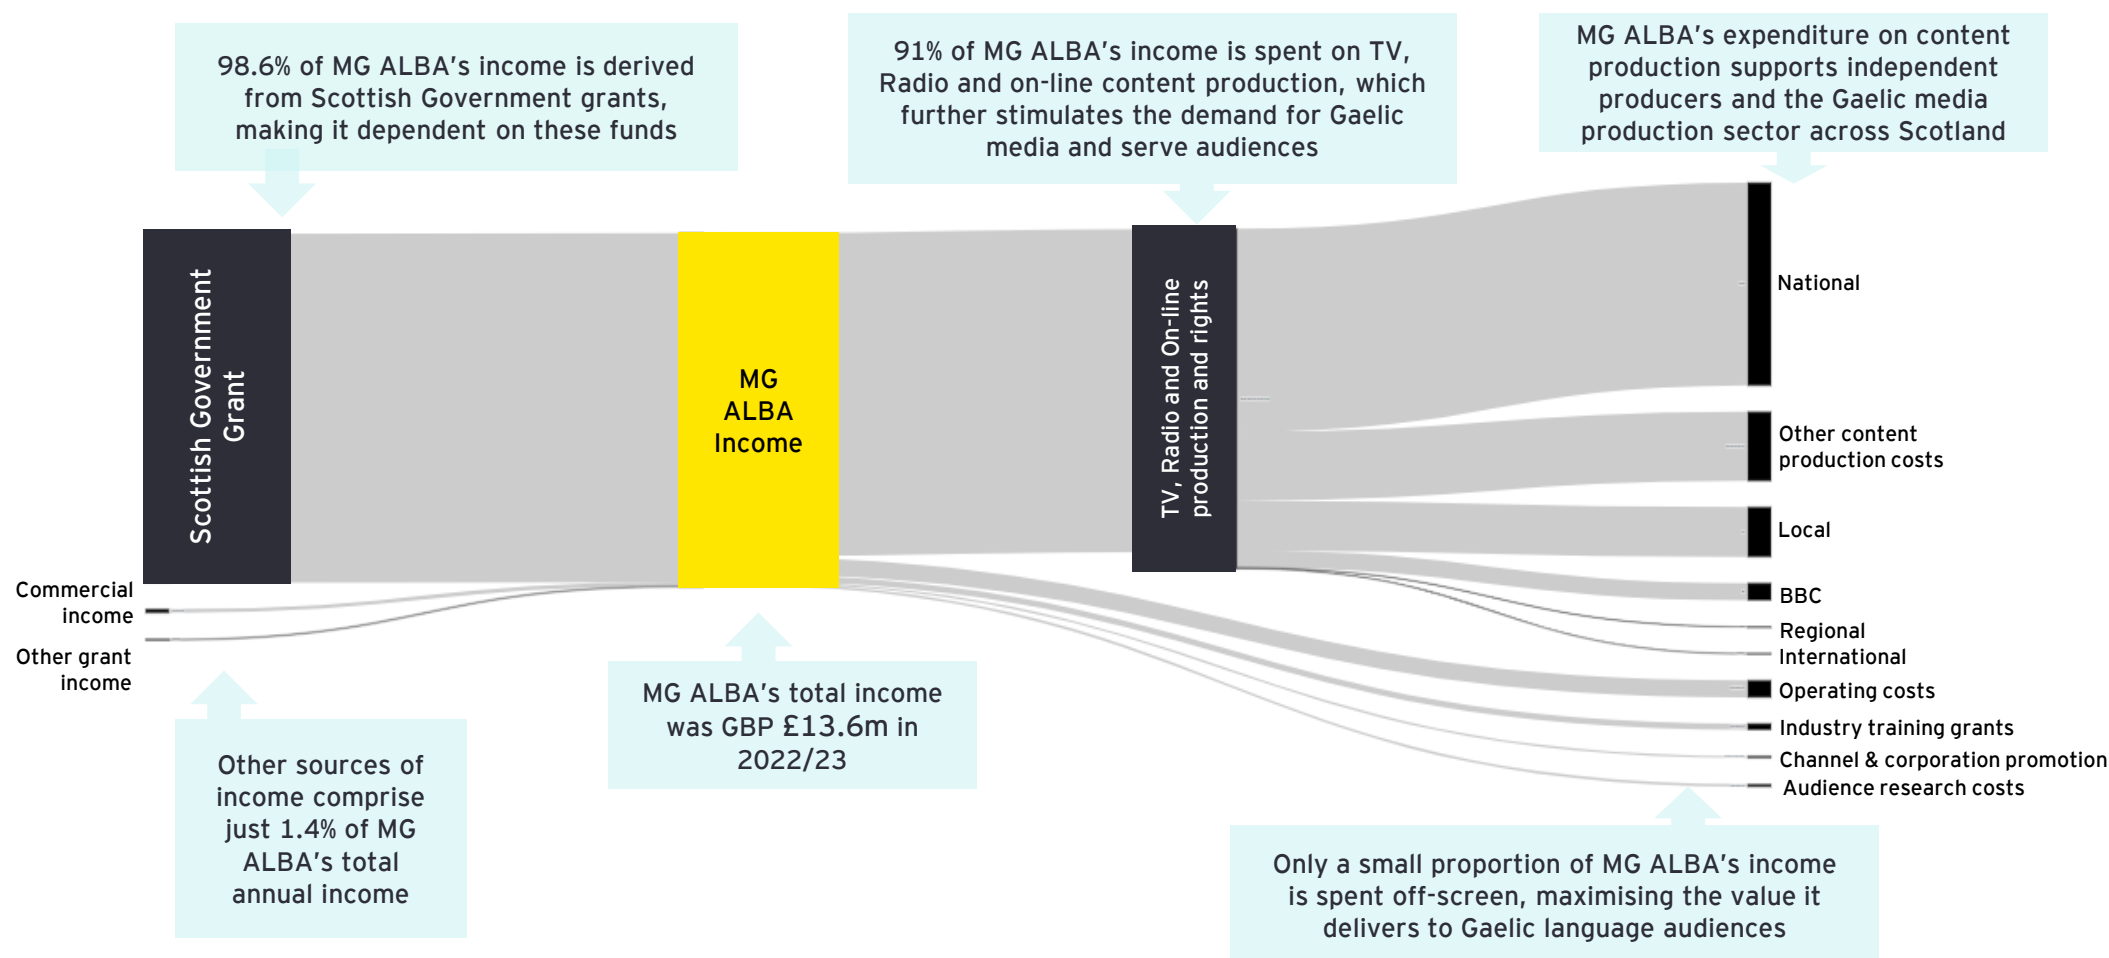 98.6% of MG ALBA's income is derived
from Scottish Government grants,
making it dependent on these funds
91% of MG ALBA's income is spent on TV,
Radio and on-line content production, which
further stimulates the demand for Gaelic
media and serve audiences
MG ALBA's expenditure on content
production supports independent
producers and the Gaelic media
production sector across Scotland
Scottish Government
Grant
Commercial
income
Other grant
income
MG
ALBA
Income
TV, Radio and On-line
production and rights
National
Other content
production costs
Local
BBC
Regional
International
Operating costs
Industry training grants
Channel & corporation promotion
Audience research costs
Other sources of
income comprise
just 1.4% of MG
ALBA's total
annual income
MG ALBA's total income
was GBP £13.6m in
2022/23
Only a small proportion of MG ALBA's income
is spent off-screen, maximising the value it
delivers to Gaelic language audiences